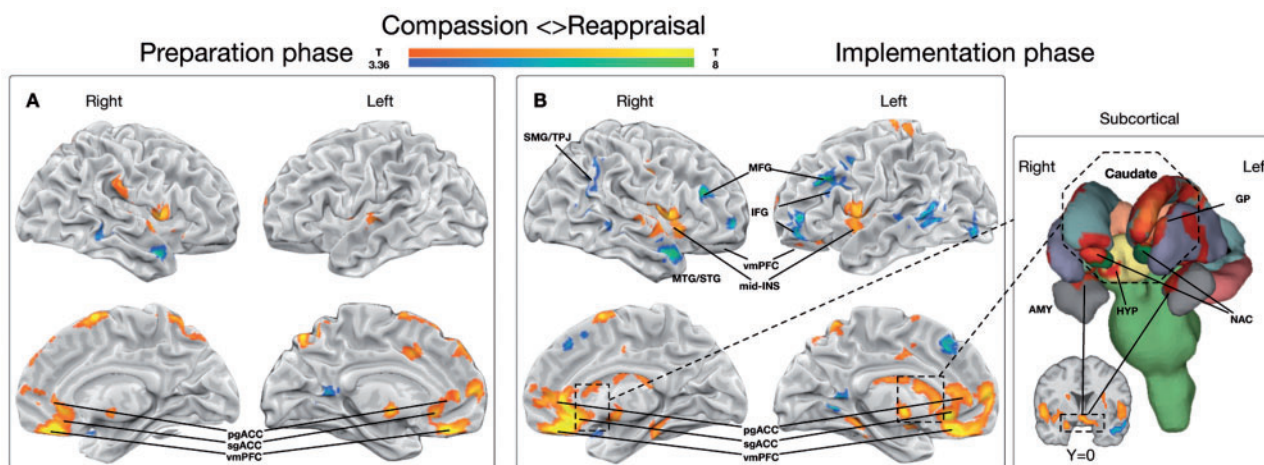 Compassion <>Reappraisal
Preparation phase
T
3.36
T
8
Implementation phase
A
Right
Left
pgACC
sgACC
vmPFC
B
Right
Left
SMG/TPJ
MFG
IFG
vmPFC
MTG/STG
mid-INS
pgACC
sgACC
vmPFC
Subcortical
Right
Left
Caudate
GP
AMY
HYP
NAC
Y=0